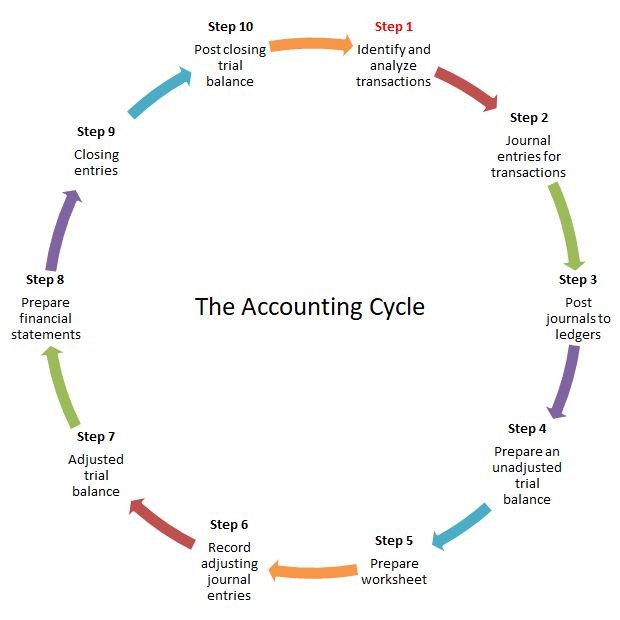 Step 1
Identify and
analyze
transactions
Step 2
Journal
entries for
transactions
Step 3
Post
journals to
ledgers
Step 4
Prepare an
unadjusted
trial
balance
Step 5
Prepare
worksheet
Step 6
Record
adjusting
journal
entries
Step 7
Adjusted
trial
balance
Step 8
Prepare
financial
statements
Step 9
Closing
entries
Step 10
Post closing
trial
balance
The Accounting Cycle